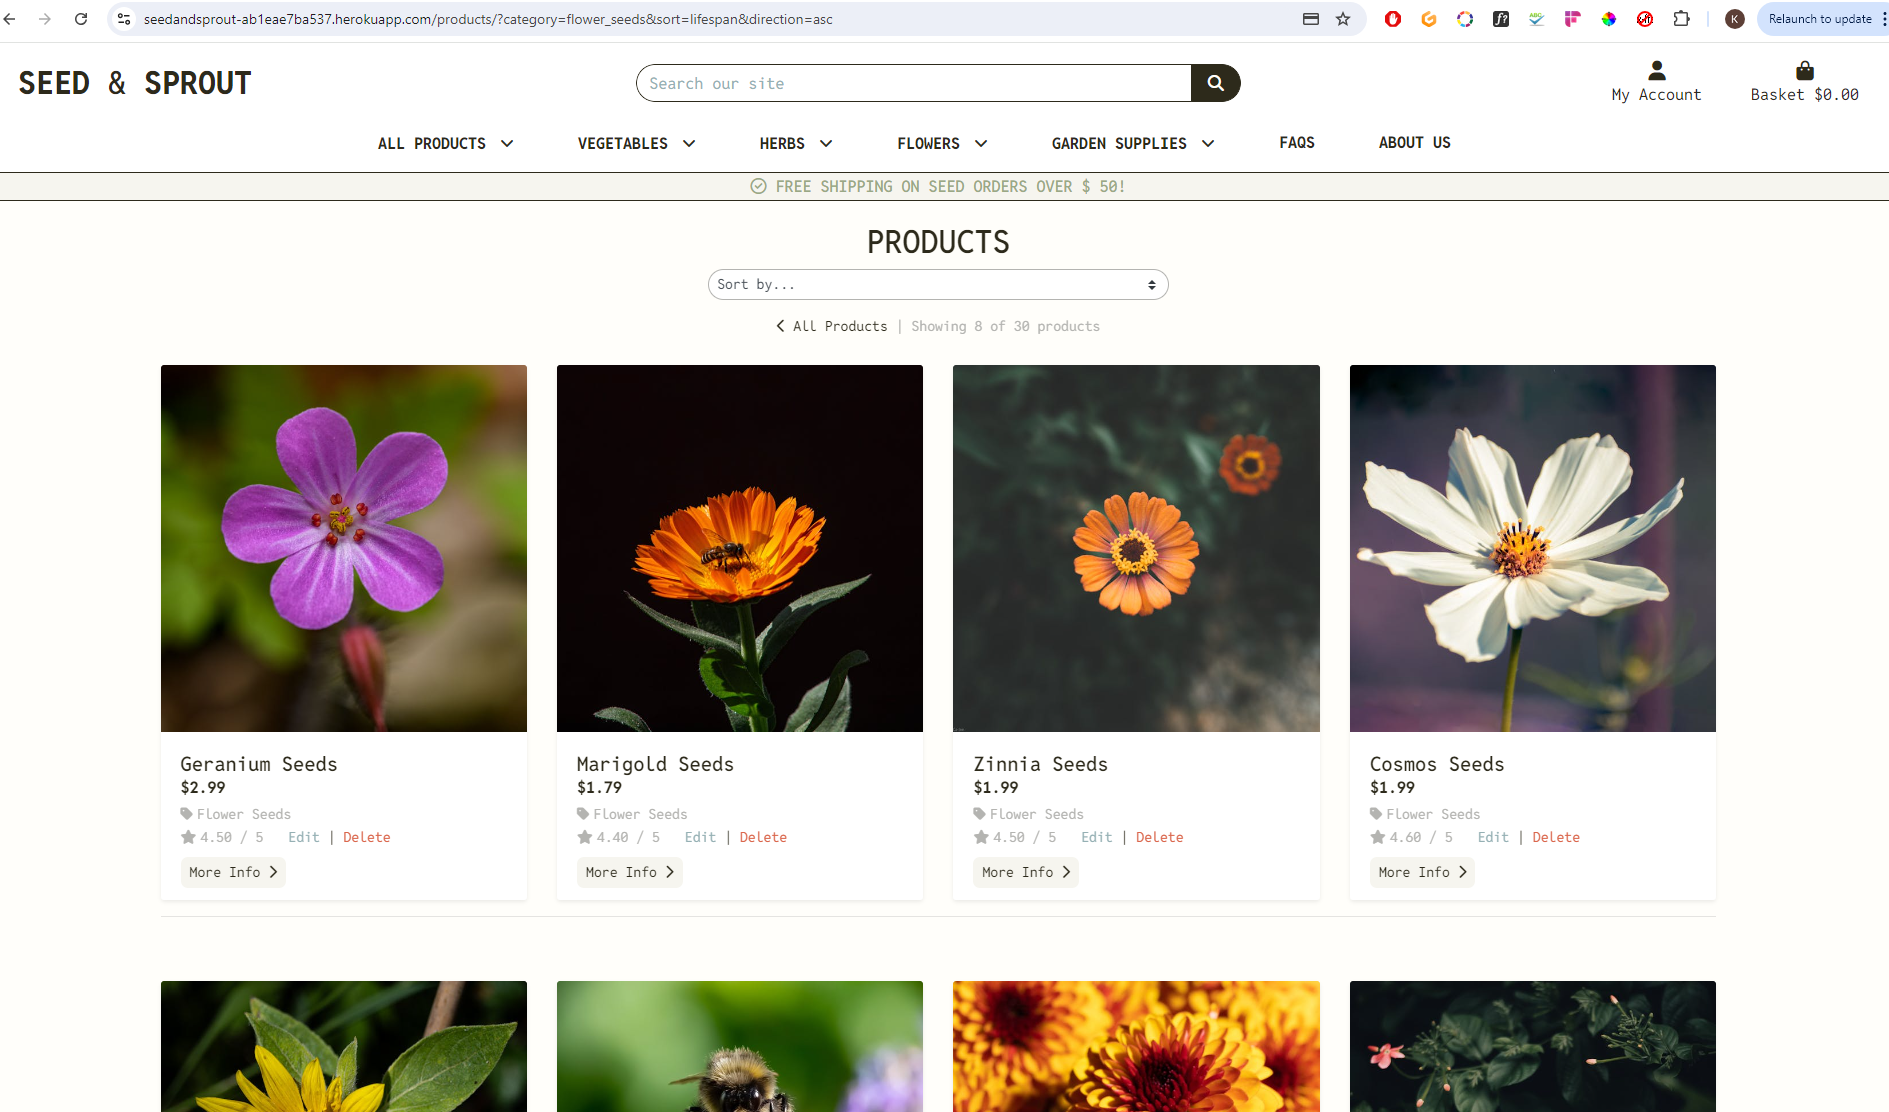 seedandsprout-ab1eae7ba537.herokuapp.com/products/?category=flower_seeds&sort=lifespan&direction=asc
K
Relaunch to update
SEED & SPROUT
Search our site
My Account
Basket $0.00
ALL PRODUCTS
VEGETABLES
HERBS
FLOWERS
GARDEN SUPPLIES
FAQS
ABOUT US
FREE SHIPPING ON SEED ORDERS OVER $ 50!
PRODUCTS
Sort by...
All Products | Showing 8 of 30 products
Geranium Seeds
$2.99
Flower Seeds
4.50 / 5 Edit | Delete
More Info
Marigold Seeds
$1.79
Flower Seeds
4.40 / 5 Edit | Delete
More Info
Zinnia Seeds
$1.99
Flower Seeds
4.50 / 5 Edit | Delete
More Info
Cosmos Seeds
$1.99
Flower Seeds
4.60 / 5 Edit | Delete
More Info